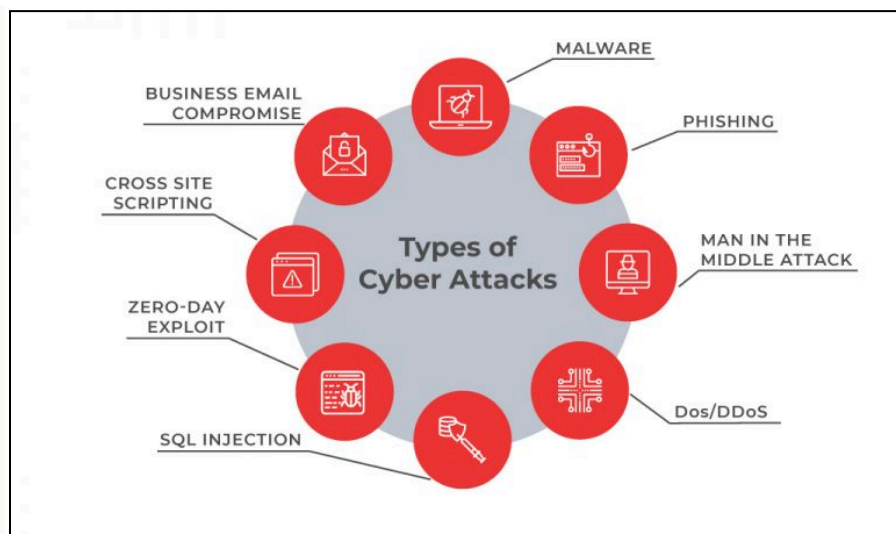 MALWARE
BUSINESS EMAIL
COMPROMISE
PHISHING
CROSS SITE
SCRIPTING
Types of
Cyber Attacks
MAN IN THE
MIDDLE ATTACK
ZERO-DAY
EXPLOIT
Dos/DDoS
SQL INJECTION